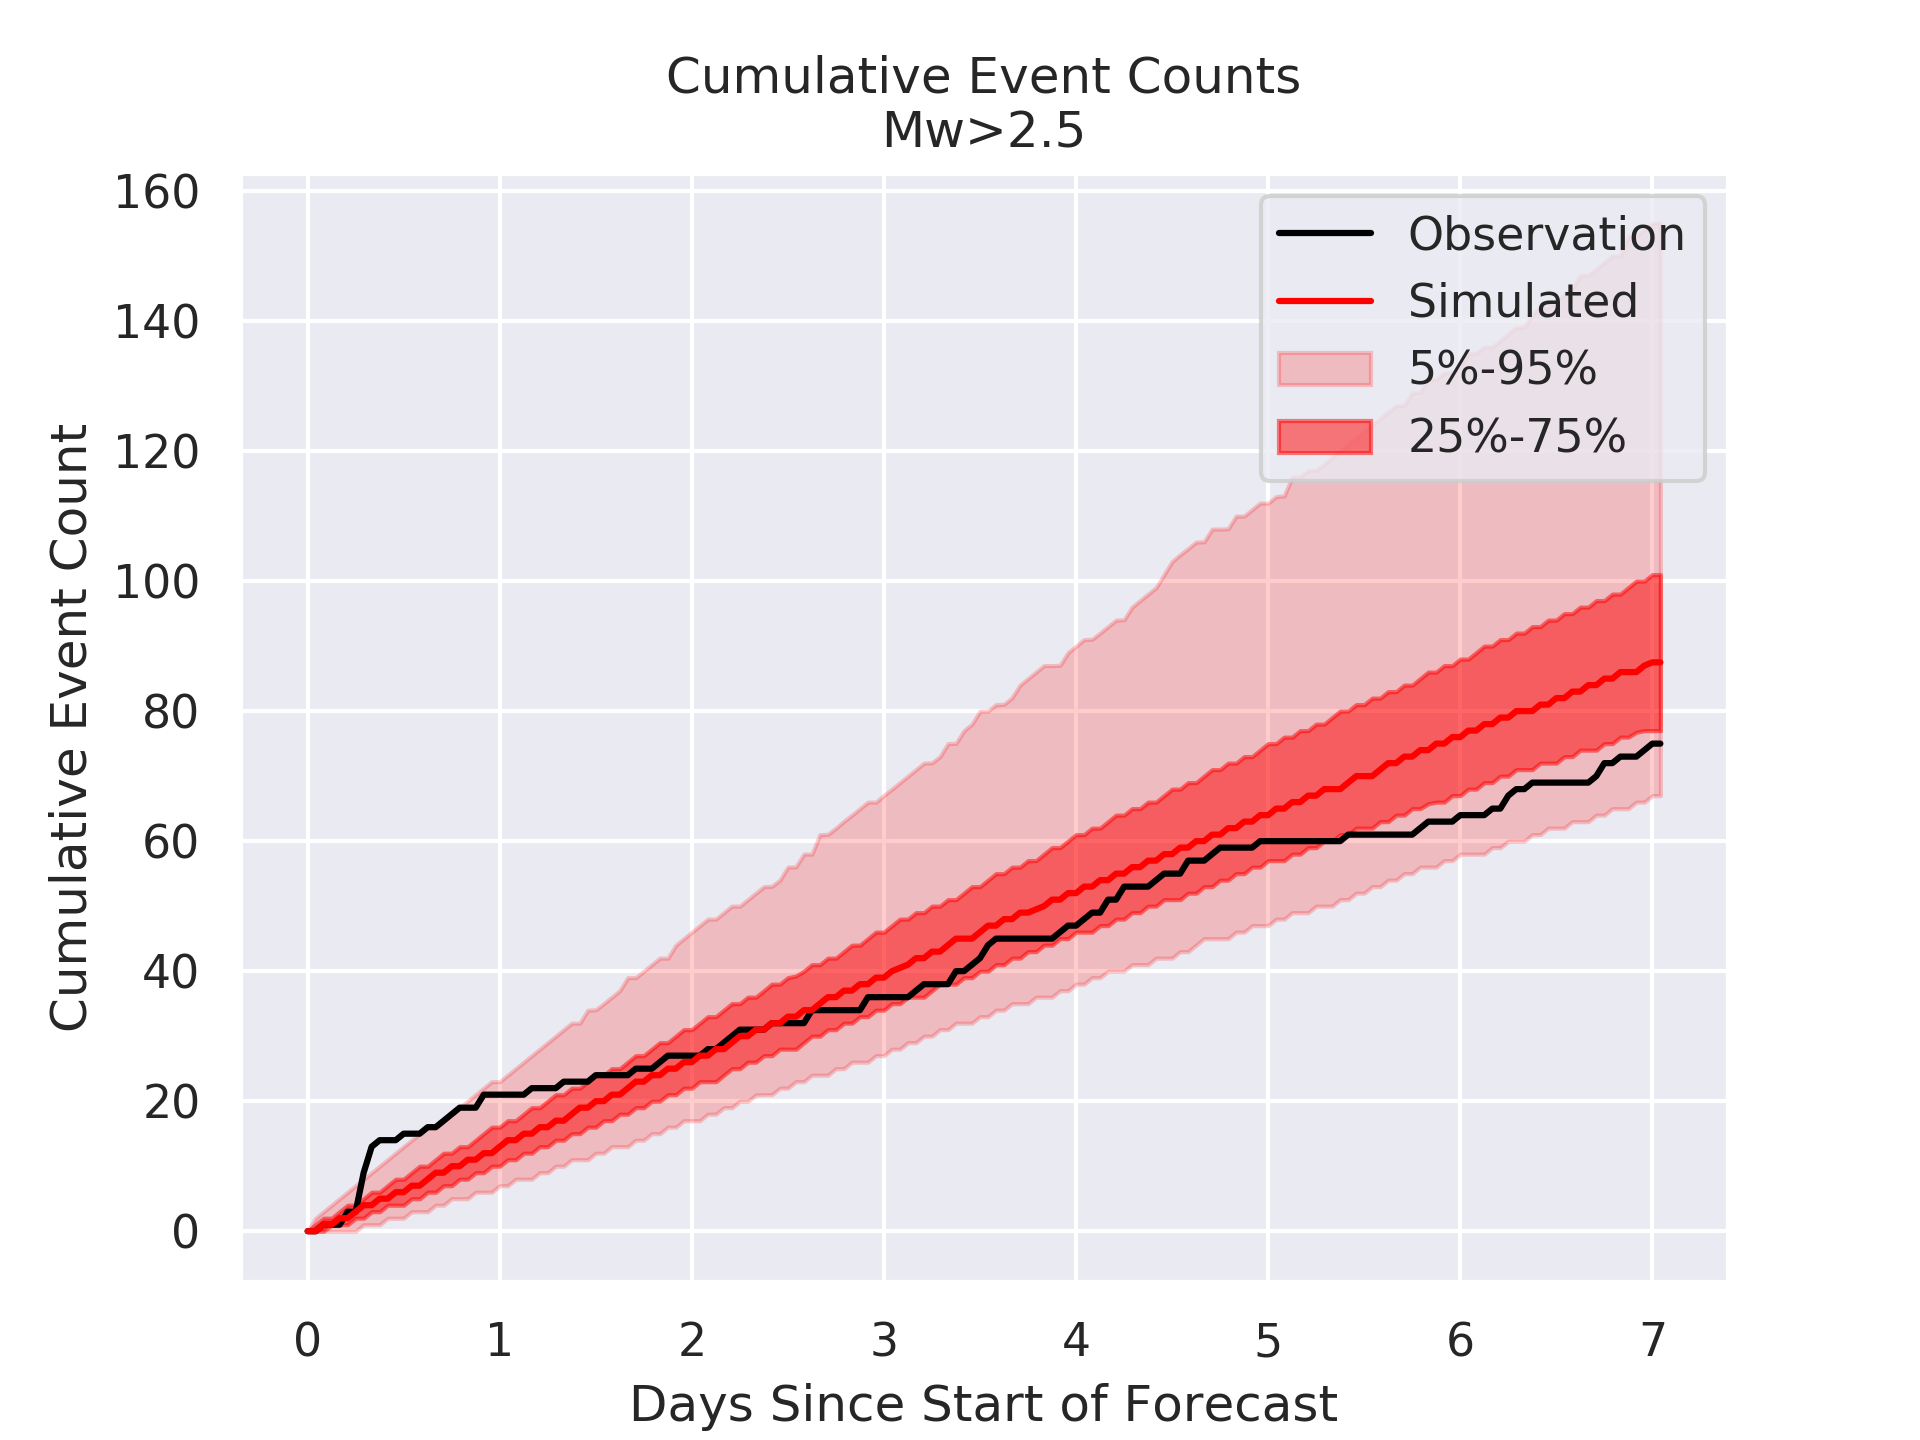 Cumulative Event Counts
Mw>2.5
160
140
120
100
80
60
40
20
0
Cumulative Event Count
Observation
Simulated
5%-95%
25%-75%
0 1 2 3 4 5 6 7
Days Since Start of Forecast